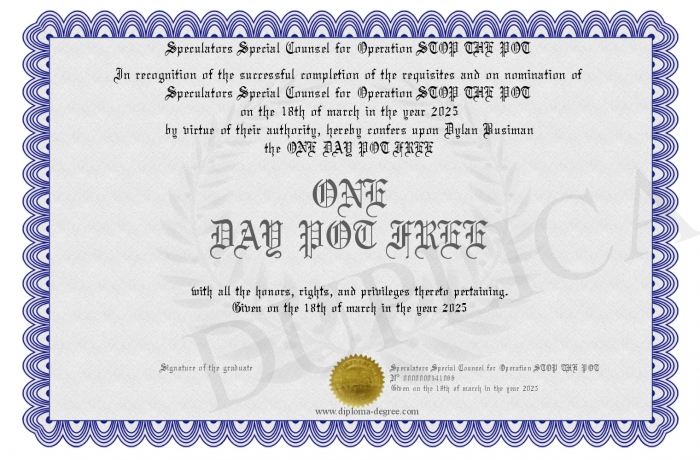 Speculators Special Counsel for Operation STOP THE POT
In recognition of the successful completion of the requisites and on nomination of
Speculators Special Counsel for Operation STOP THE POT
on the 18th of march in the year 2025
by virtue of their authority, hereby confers upon Dylan Busiman
the ONE DAY POT FREE
ONE
DAY POT FREE
DUPLICA
with all the honors, rights, and privileges thereto pertaining.
Given on the 18th of march in the year 2025
Signature of the graduate
Speculators Special Counsel for Operation STOP THE POT
Given on the 18th of march in the year 2025
www.diploma-degree.com